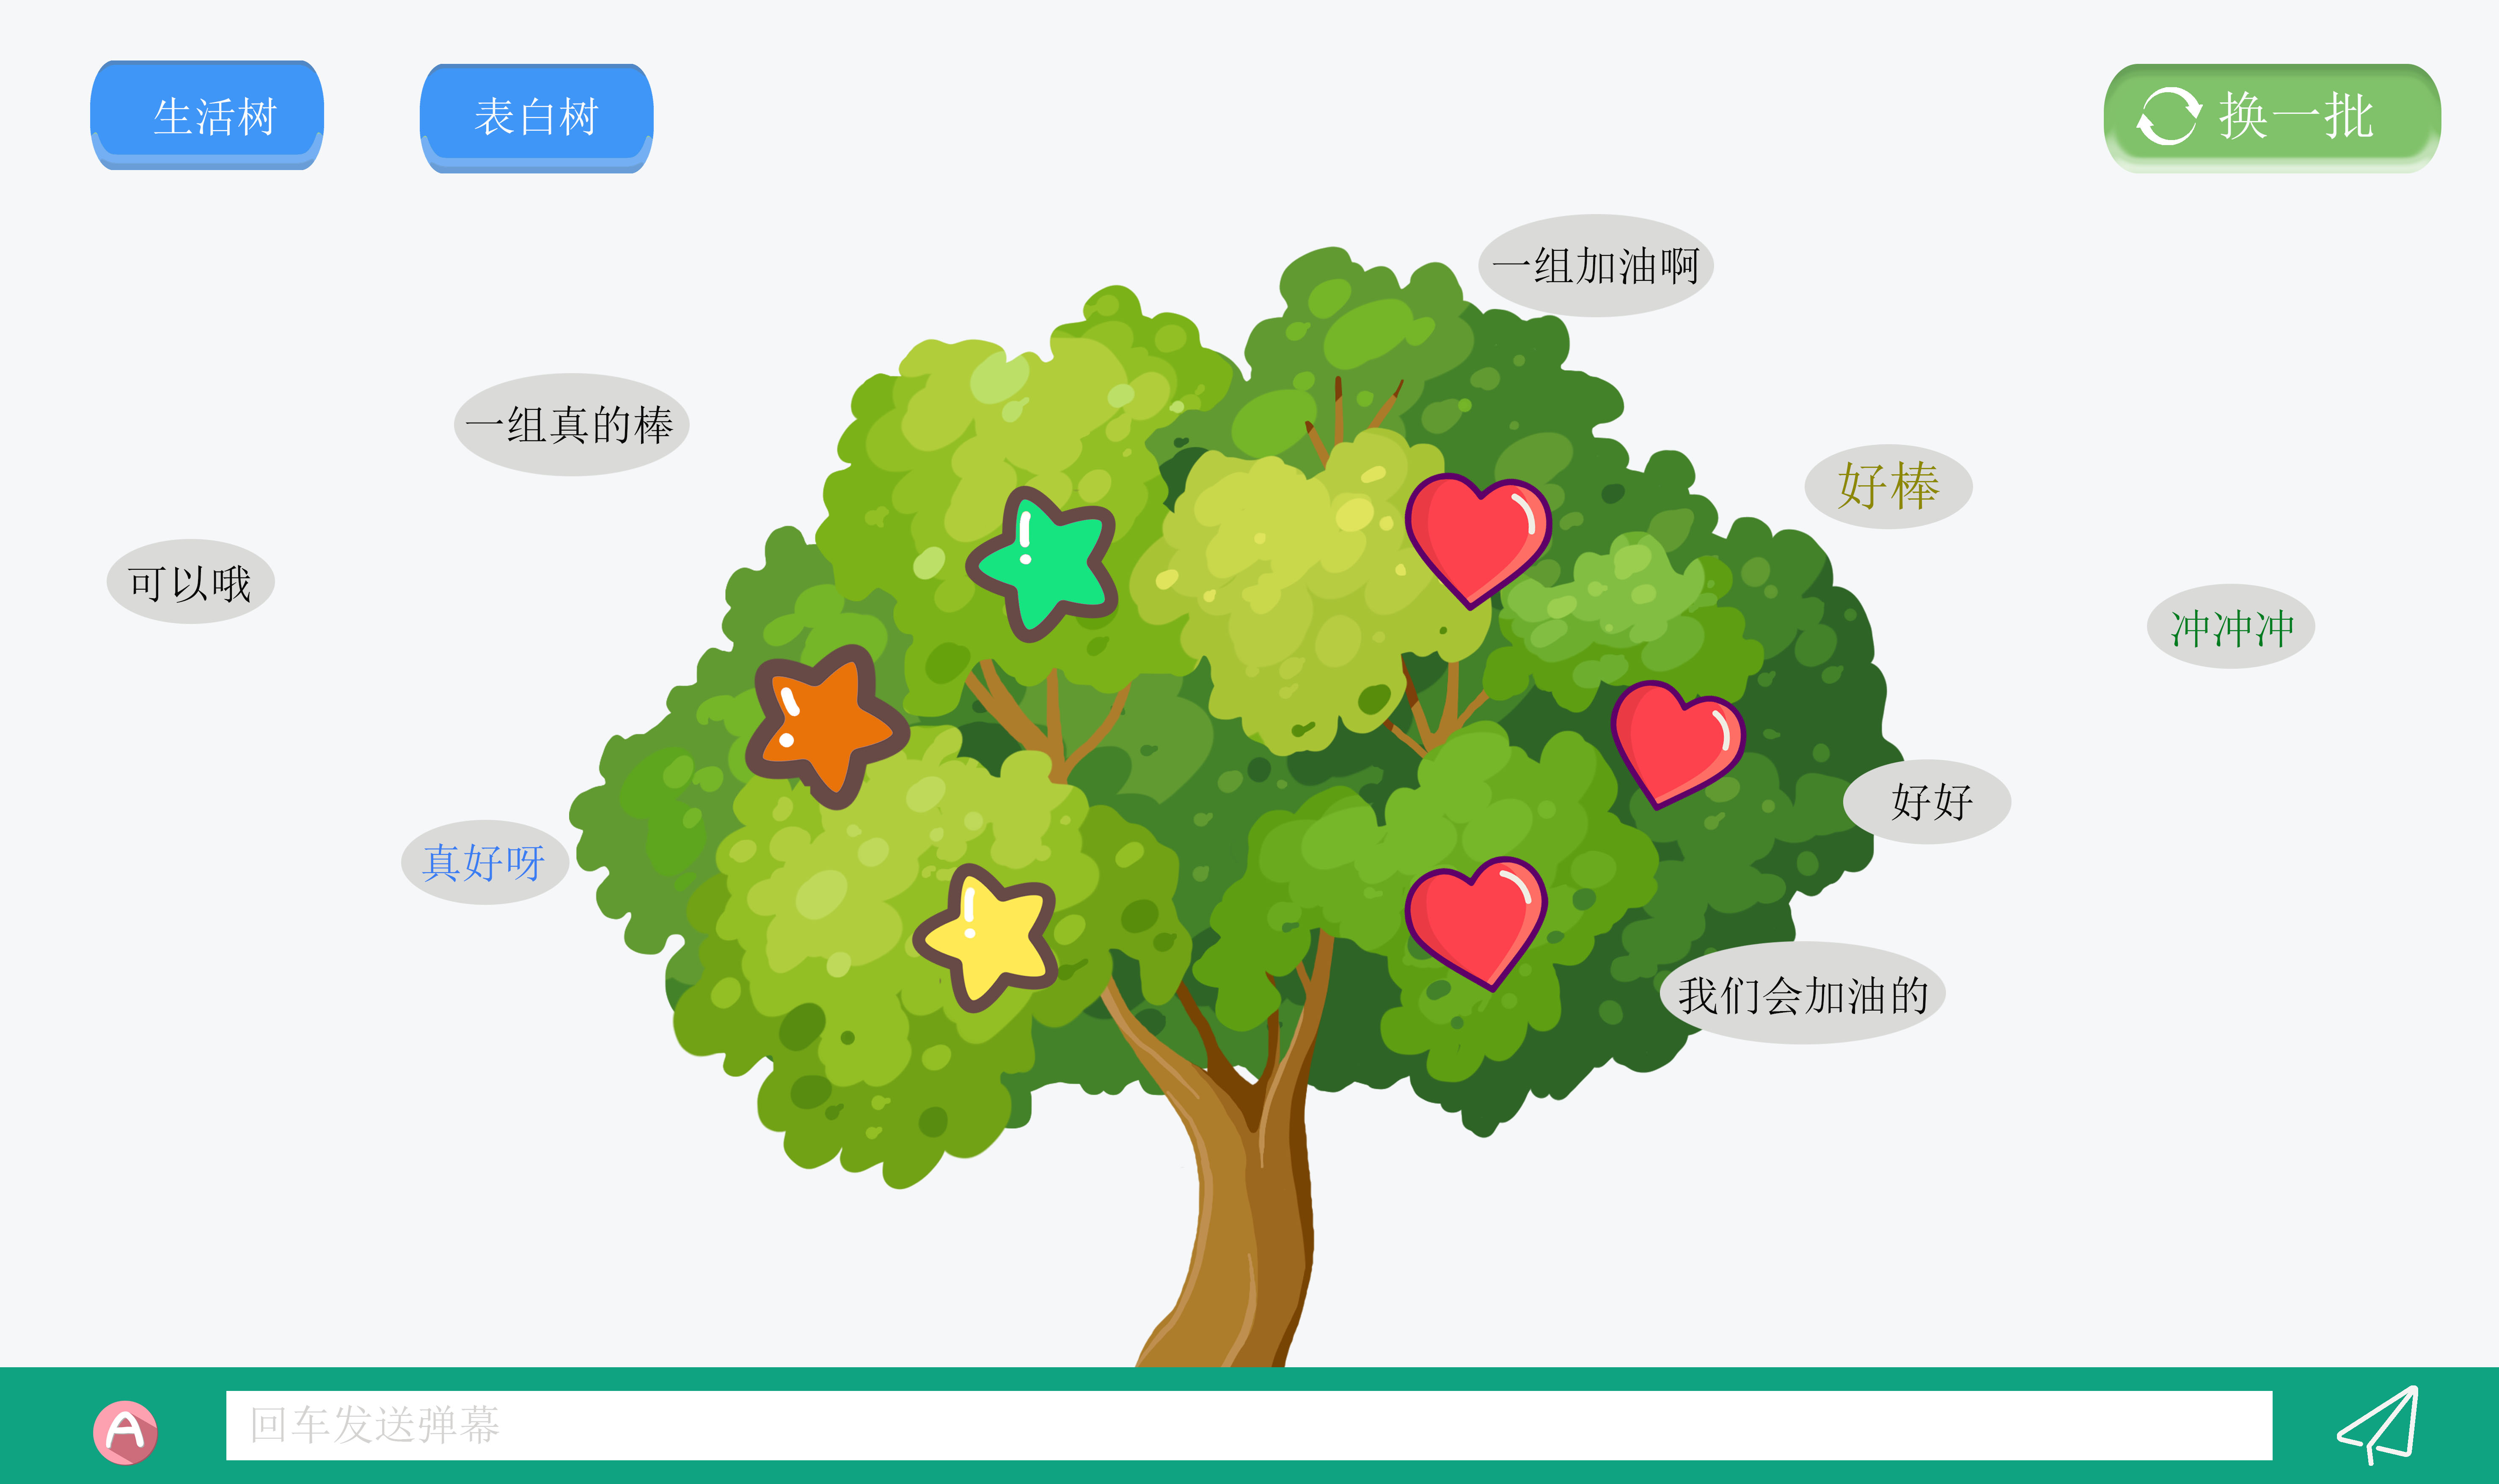 生活树
表白树
换一批
一组加油啊
一组真的棒
好棒
可以哦
冲冲冲
好好
真好呀
我们会加油的
A
回车发送弹幕